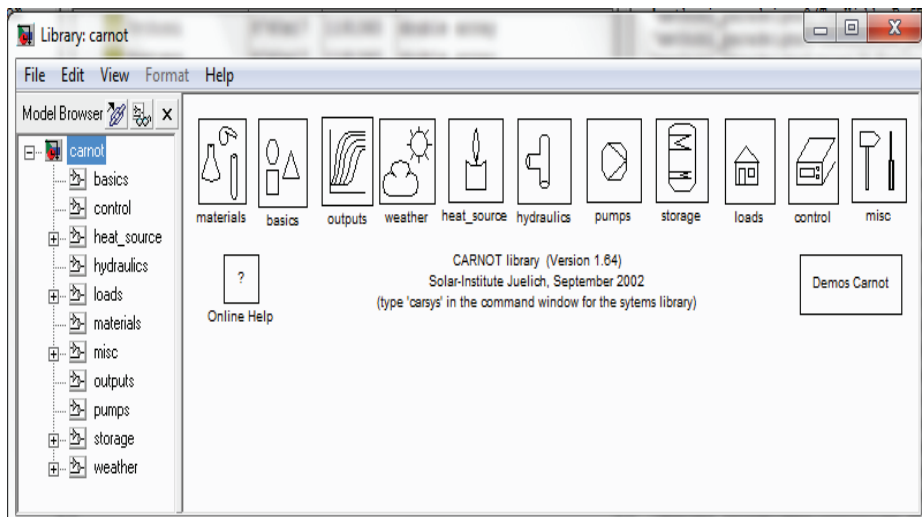 Library: carnot
File Edit View Format Help
Model Browser
carnot
basics
control
heat_source
hydraulics
loads
materials
misc
outputs
pumps
storage
weather
materials basics outputs weather heat_source hydraulics pumps storage loads control misc
?
Online Help
CARNOT library (Version 1.64)
Solar-Institute Juelich, September 2002
(type 'carsys' in the command window for the sytems library)
Demos Carnot